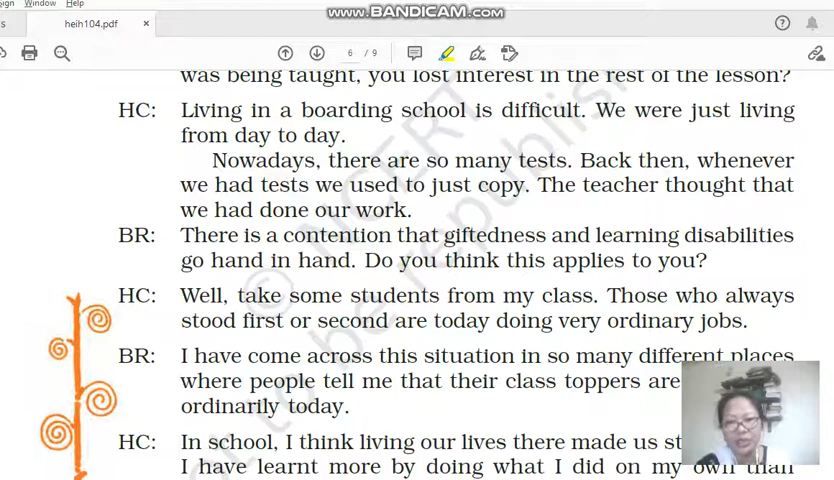 Sign Window Help
www.BANDICAM.com
s heih104.pdf ×
6 / 9
was being taught, you lost interest in the rest of the lesson?
HC: Living in a boarding school is difficult. We were just living
from day to day.
Nowadays, there are so many tests. Back then, whenever
we had tests we used to just copy. The teacher thought that
we had done our work.
BR: There is a contention that giftedness and learning disabilities
go hand in hand. Do you think this applies to you?
HC: Well, take some students from my class. Those who always
stood first or second are today doing very ordinary jobs.
BR: I have come across this situation in so many different places
where people tell me that their class toppers are
ordinarily today.
HC: In school, I think living our lives there made us
I have learnt more by doing what I did on my own than
© NCERT
to be republish